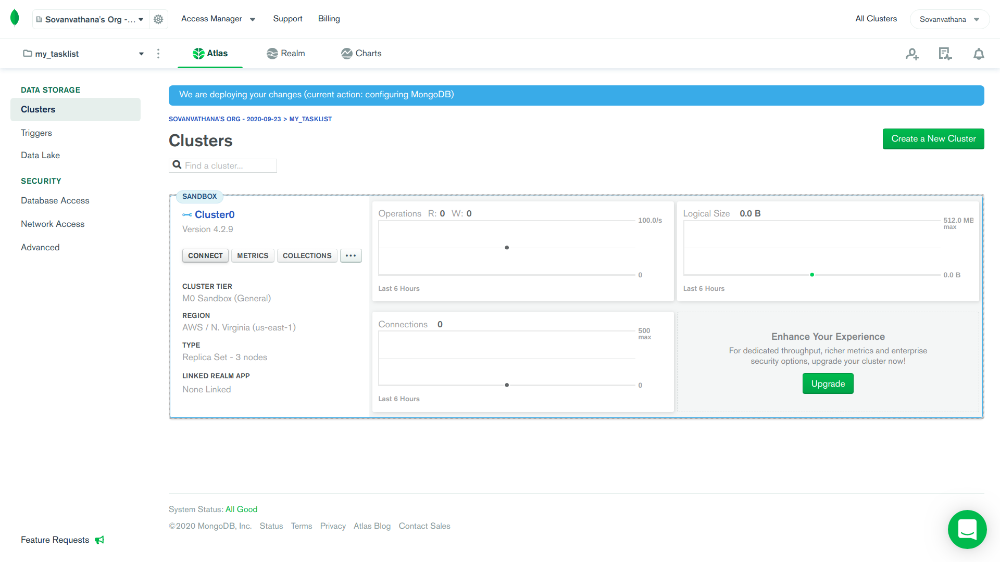 Sovanvathana's Org -...
Access Manager
Support
Billing
All Clusters
Sovanvathana
my_tasklist
Atlas
Realm
Charts
DATA STORAGE
Clusters
Triggers
Data Lake
SECURITY
Database Access
Network Access
Advanced
Feature Requests
We are deploying your changes (current action: configuring MongoDB)
SOVANVATHANA'S ORG - 2020-09-23 > MY_TASKLIST
Clusters
Create a New Cluster
Find a cluster...
SANDBOX
Cluster0
Version 4.2.9
CONNECT
METRICS
COLLECTIONS
...
CLUSTER TIER
M0 Sandbox (General)
REGION
AWS / N. Virginia (us-east-1)
TYPE
Replica Set - 3 nodes
LINKED REALM APP
None Linked
Operations R: 0 W: 0
100.0/s
0
Last 6 Hours
Logical Size 0.0 B
512.0 MB
max
0.0 B
Last 6 Hours
Connections 0
500
max
0
Last 6 Hours
Enhance Your Experience
For dedicated throughput, richer metrics and enterprise
security options, upgrade your cluster now!
Upgrade
System Status: All Good
©2020 MongoDB, Inc. Status Terms Privacy Atlas Blog Contact Sales